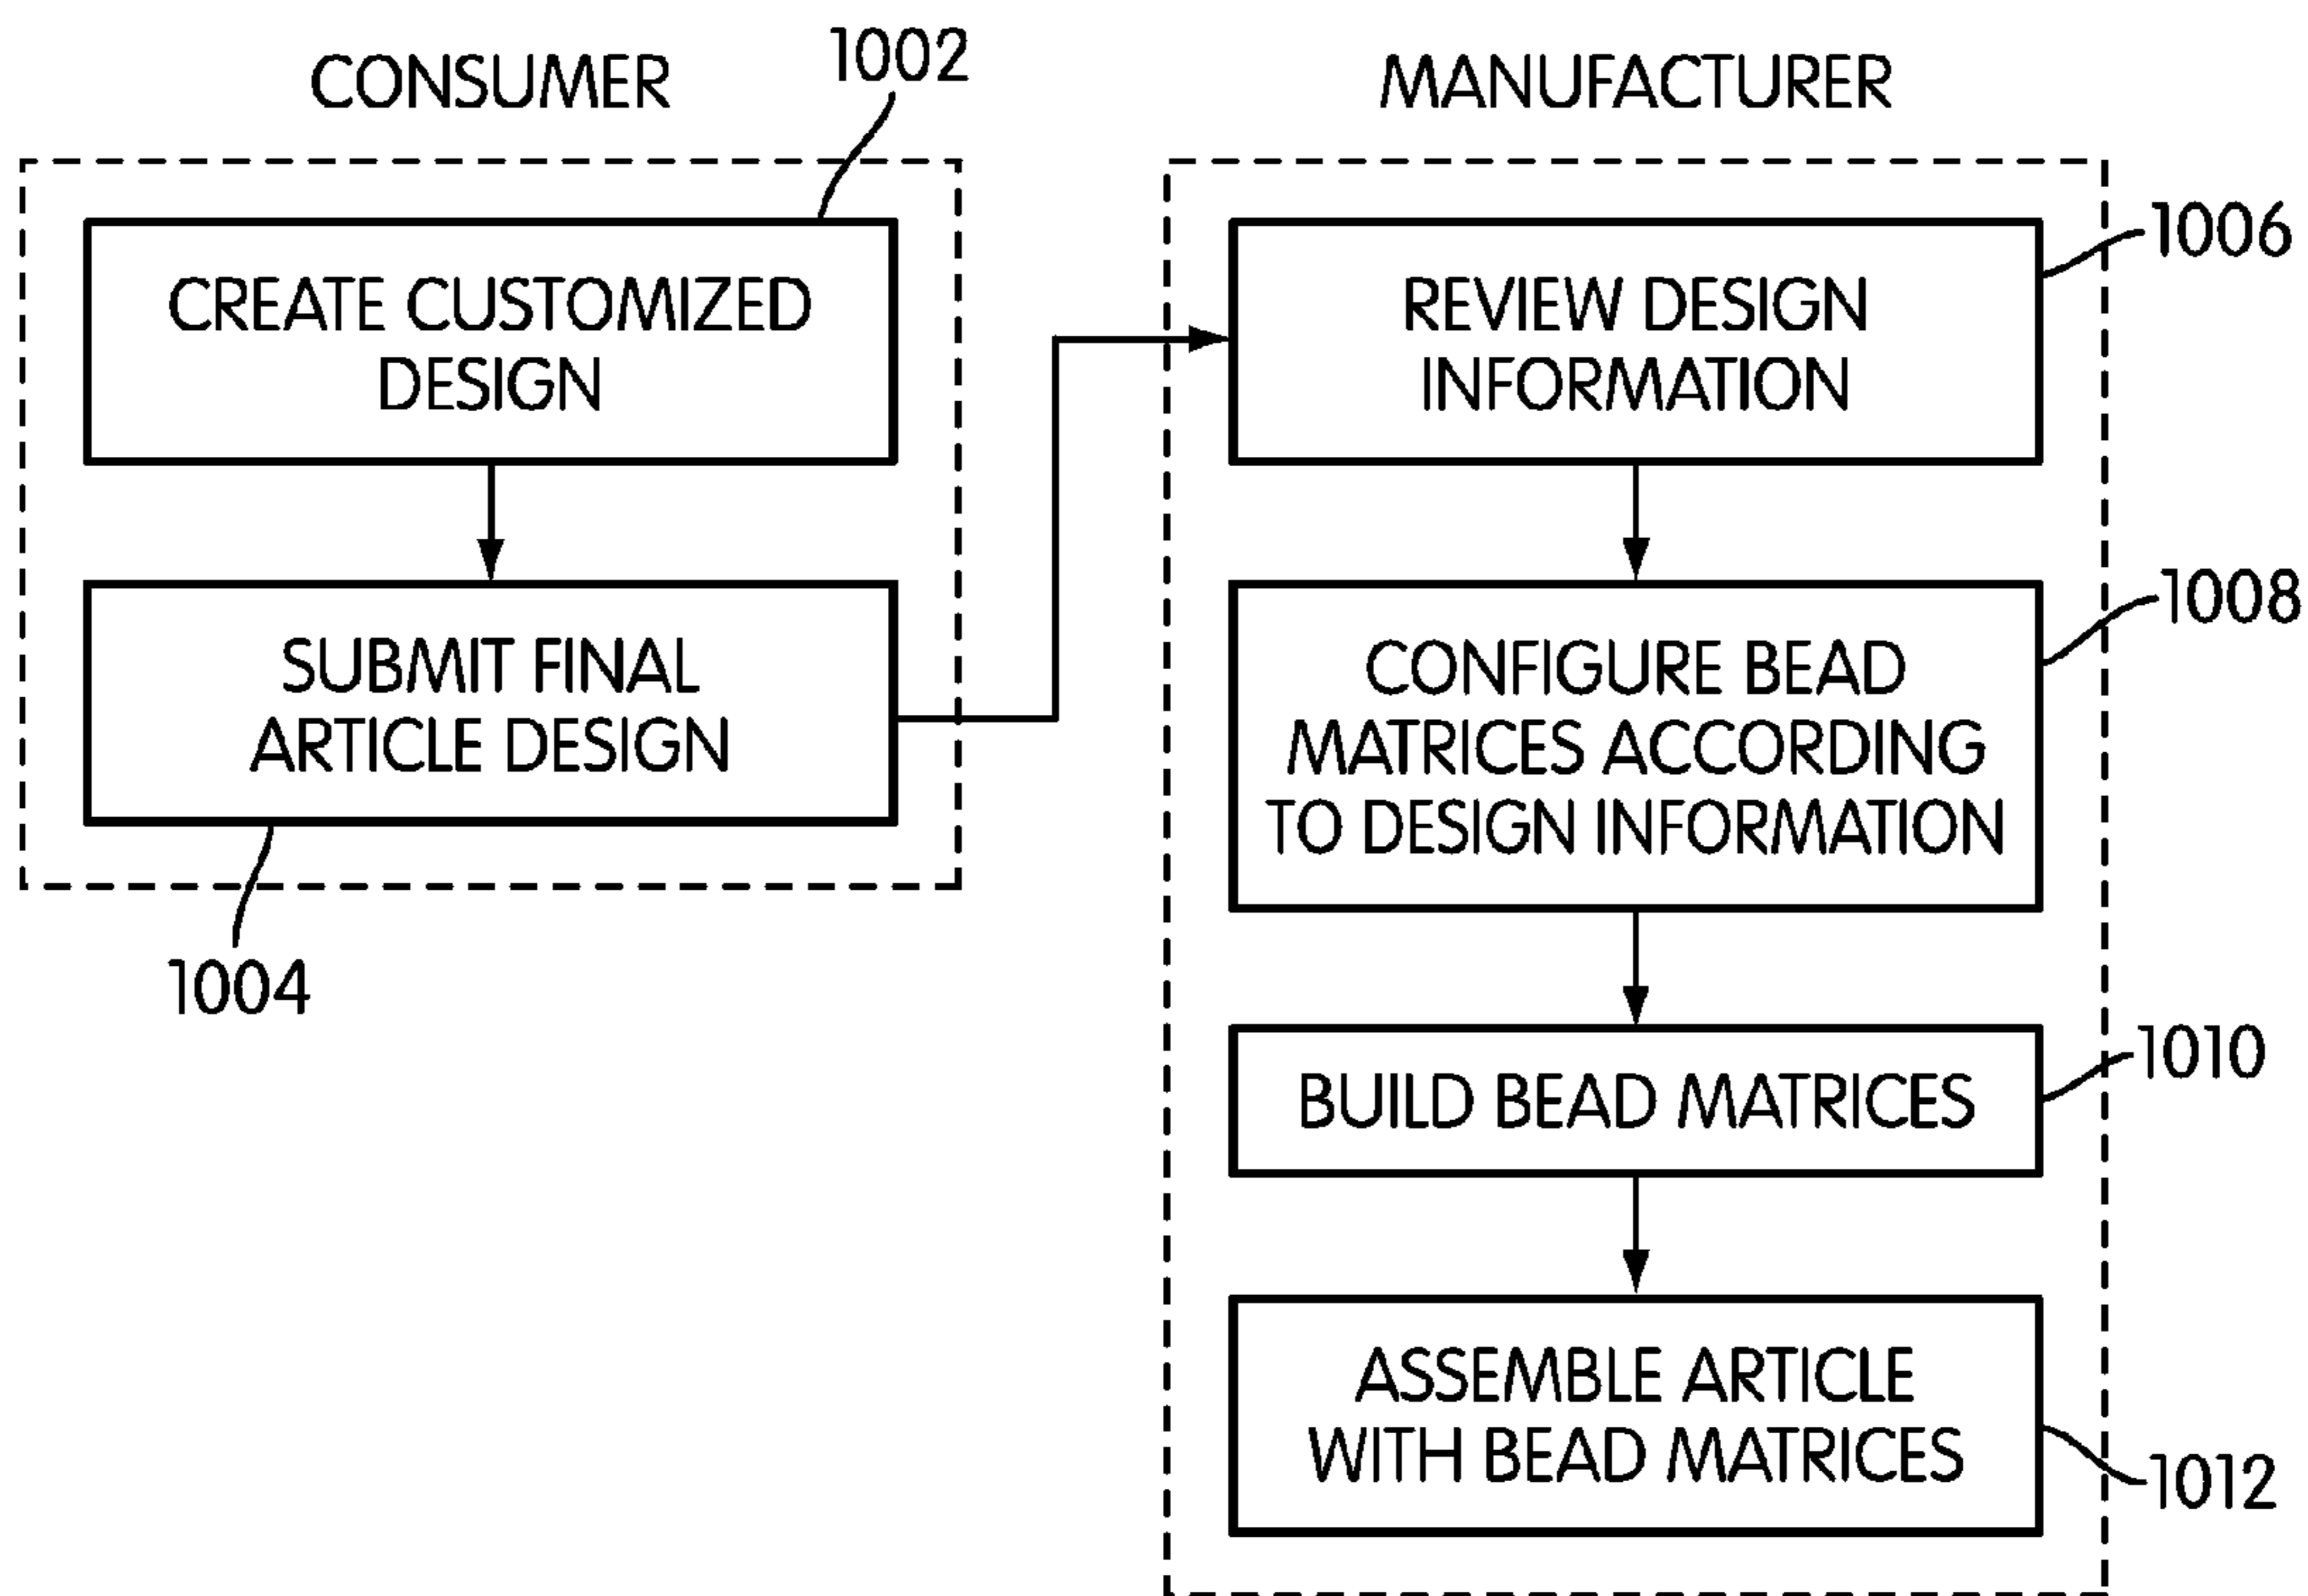 CONSUMER
1002
CREATE CUSTOMIZED
DESIGN
SUBMIT FINAL
ARTICLE DESIGN
1004
MANUFACTURER
1006
REVIEW DESIGN
INFORMATION
1008
CONFIGURE BEAD
MATRICES ACCORDING
TO DESIGN INFORMATION
1010
BUILD BEAD MATRICES
ASSEMBLE ARTICLE
WITH BEAD MATRICES
1012